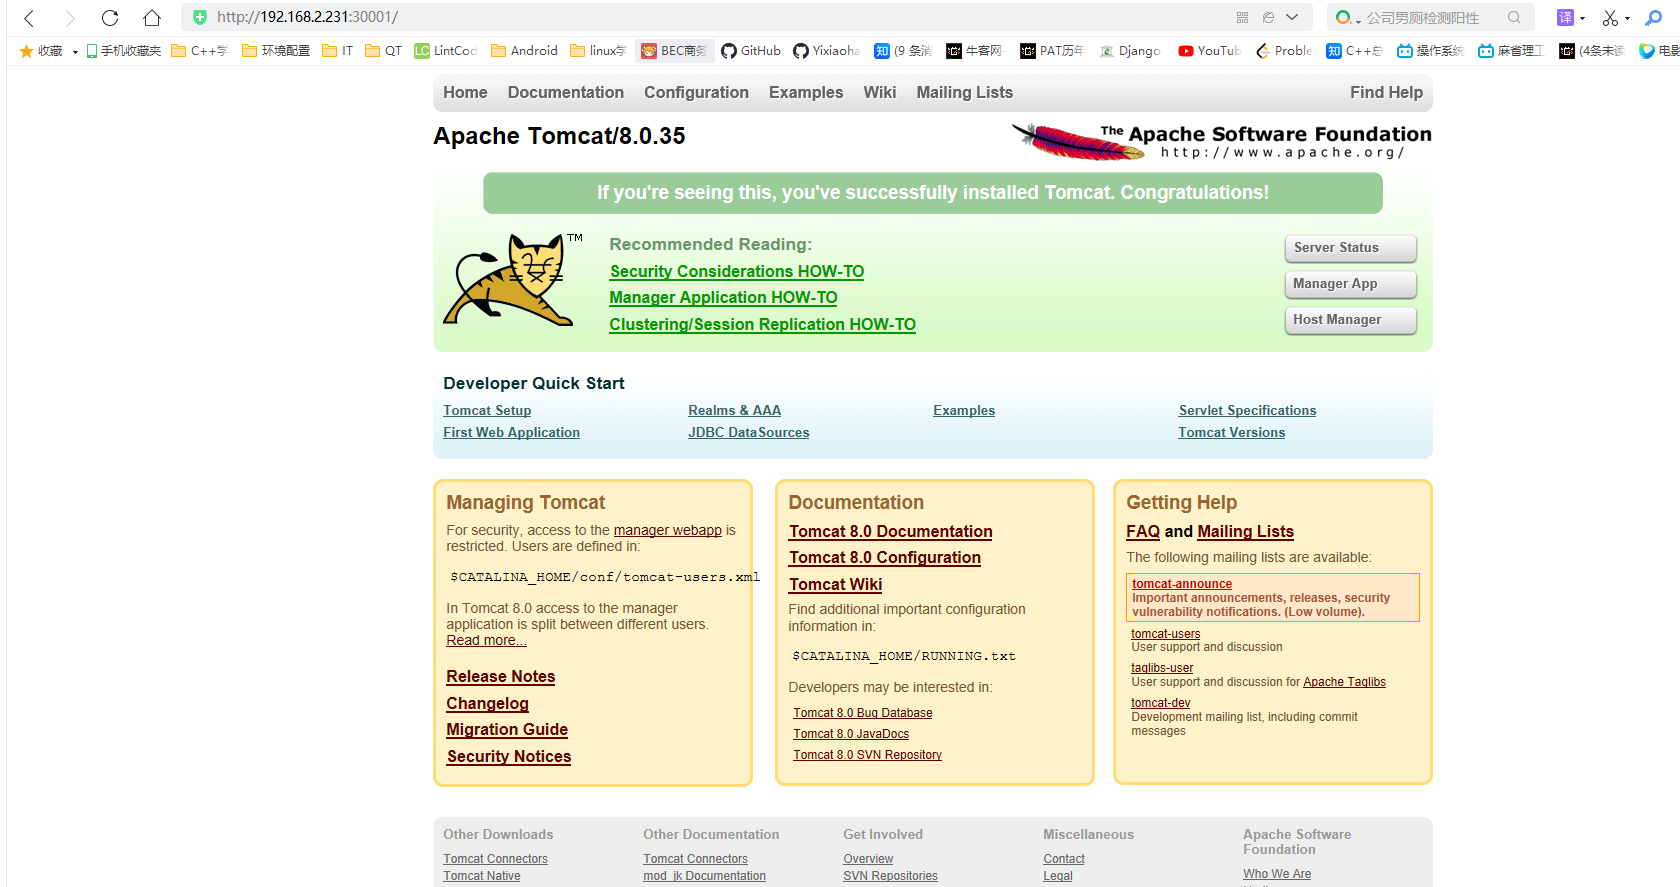 http://192.168.2.231:30001/
公司男厕检测阳性
译
收藏 手机收藏夹 C++学 环境配置 IT QT LintCod Android linux学 BEC商务 GitHub Yixiaoha (9 条消 牛客网- PAT历年 Django YouTub Proble C++总 操作系统 麻省理工 (4条未读 电影
Home Documentation Configuration Examples Wiki Mailing Lists Find Help
Apache Tomcat/8.0.35
The Apache Software Foundation
http://www.apache.org/
If you're seeing this, you've successfully installed Tomcat. Congratulations!
TM
Recommended Reading:
Security Considerations HOW-TO
Manager Application HOW-TO
Clustering/Session Replication HOW-TO
Server Status
Manager App
Host Manager
Developer Quick Start
Tomcat Setup
First Web Application
Realms & AAA
JDBC DataSources
Examples
Servlet Specifications
Tomcat Versions
Managing Tomcat
For security, access to the manager webapp is
restricted. Users are defined in:
$CATALINA_HOME/conf/tomcat-users.xml
In Tomcat 8.0 access to the manager
application is split between different users.
Read more...
Release Notes
Changelog
Migration Guide
Security Notices
Documentation
Tomcat 8.0 Documentation
Tomcat 8.0 Configuration
Tomcat Wiki
Find additional important configuration
information in:
$CATALINA_HOME/RUNNING.txt
Developers may be interested in:
Tomcat 8.0 Bug Database
Tomcat 8.0 JavaDocs
Tomcat 8.0 SVN Repository
Getting Help
FAQ and Mailing Lists
The following mailing lists are available:
tomcat-announce
Important announcements, releases, security
vulnerability notifications. (Low volume).
tomcat-users
User support and discussion
taglibs-user
User support and discussion for Apache Taglibs
tomcat-dev
Development mailing list, including commit
messages
Other Downloads
Tomcat Connectors
Tomcat Native
Other Documentation
Tomcat Connectors
mod_jk Documentation
Get Involved
Overview
SVN Repositories
Miscellaneous
Contact
Legal
Apache Software
Foundation
Who We Are